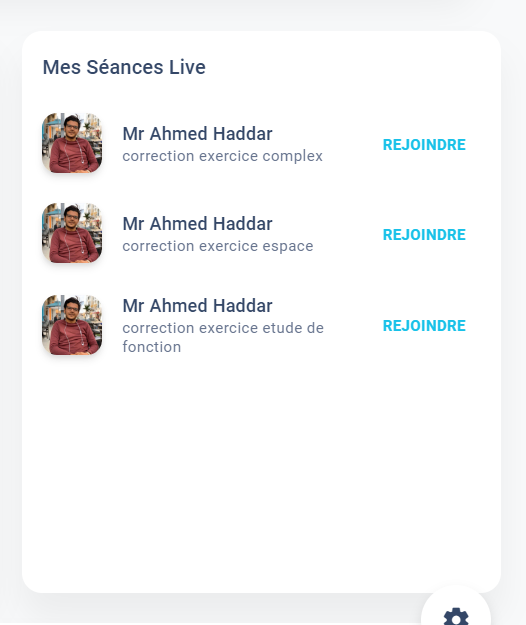 Mes Séances Live
Mr Ahmed Haddar
correction exercice complex
REJOINDRE
Mr Ahmed Haddar
correction exercice espace
REJOINDRE
Mr Ahmed Haddar
correction exercice etude de
fonction
REJOINDRE